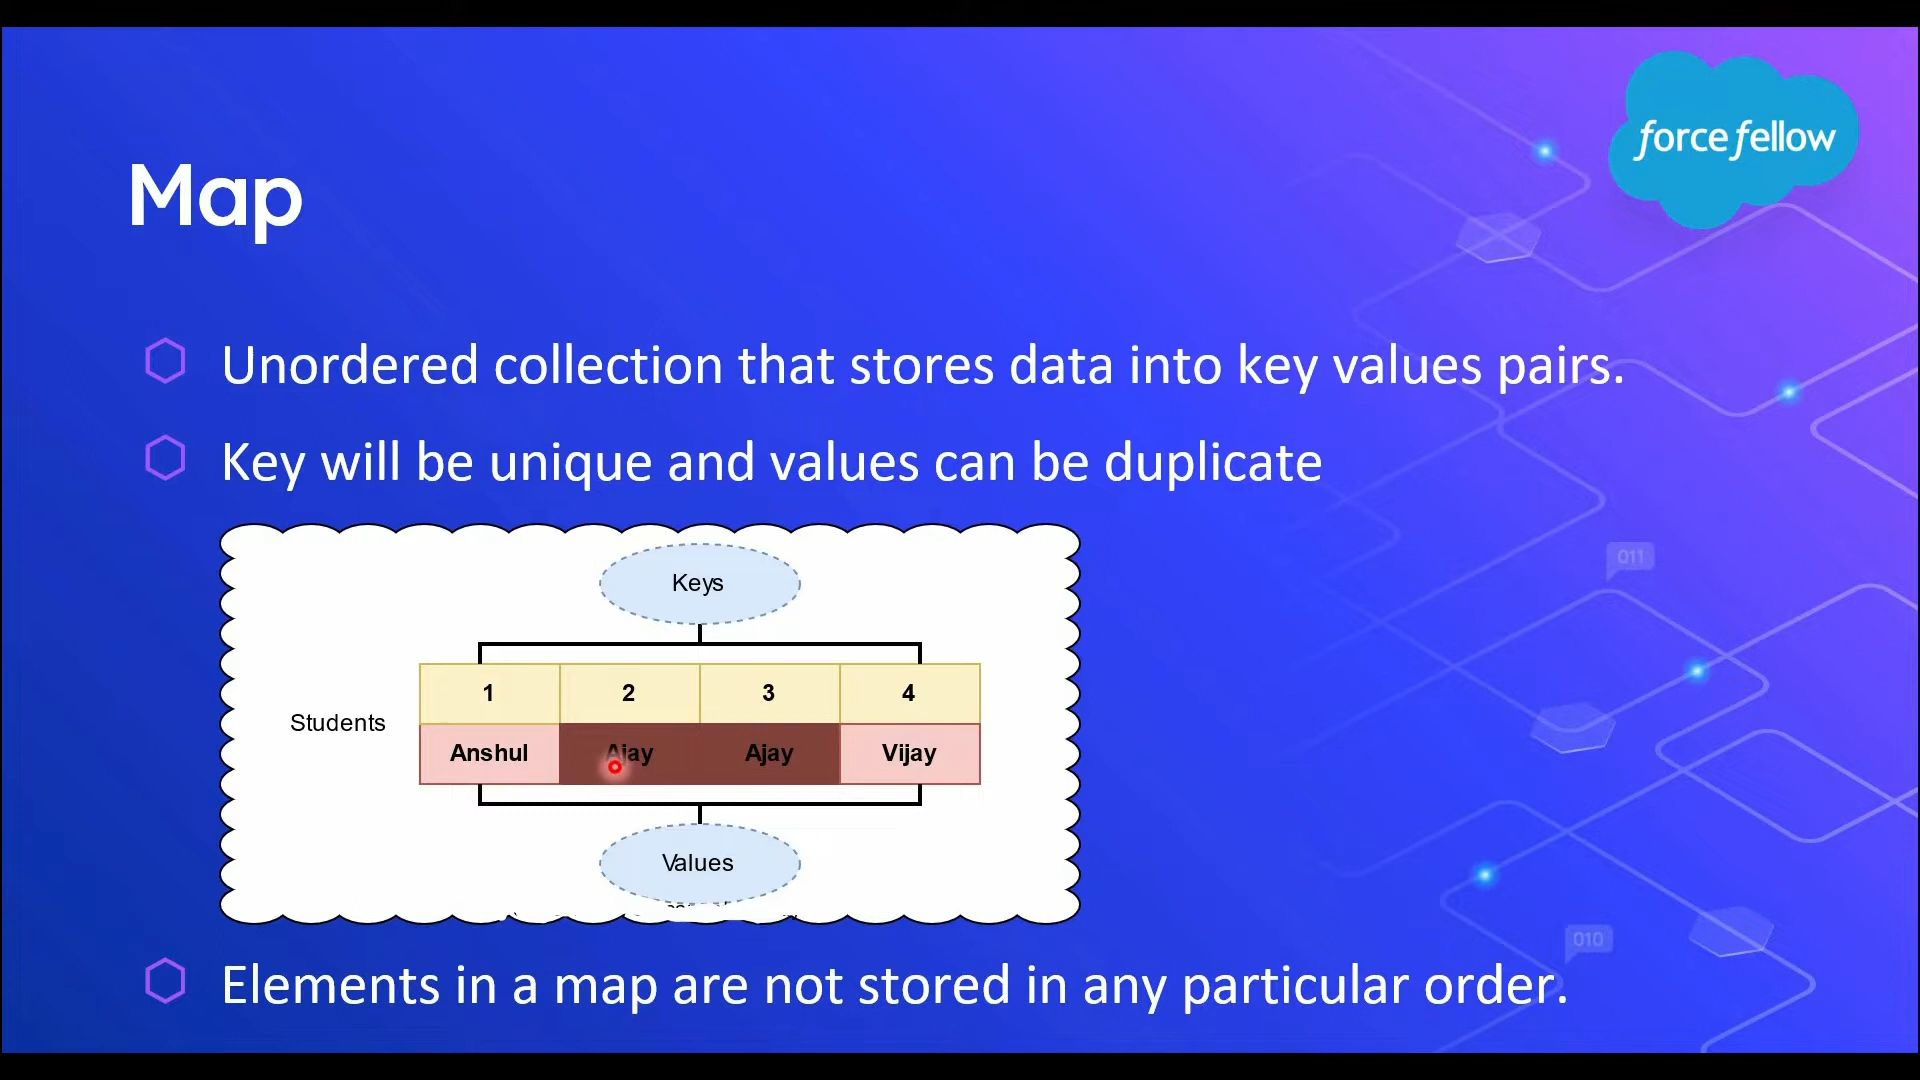 force fellow
Map
Unordered collection that stores data into key values pairs.
Key will be unique and values can be duplicate
Keys
1 2 3 4
Students
Anshul Ajay Ajay Vijay
Values
Elements in a map are not stored in any particular order.
011
010